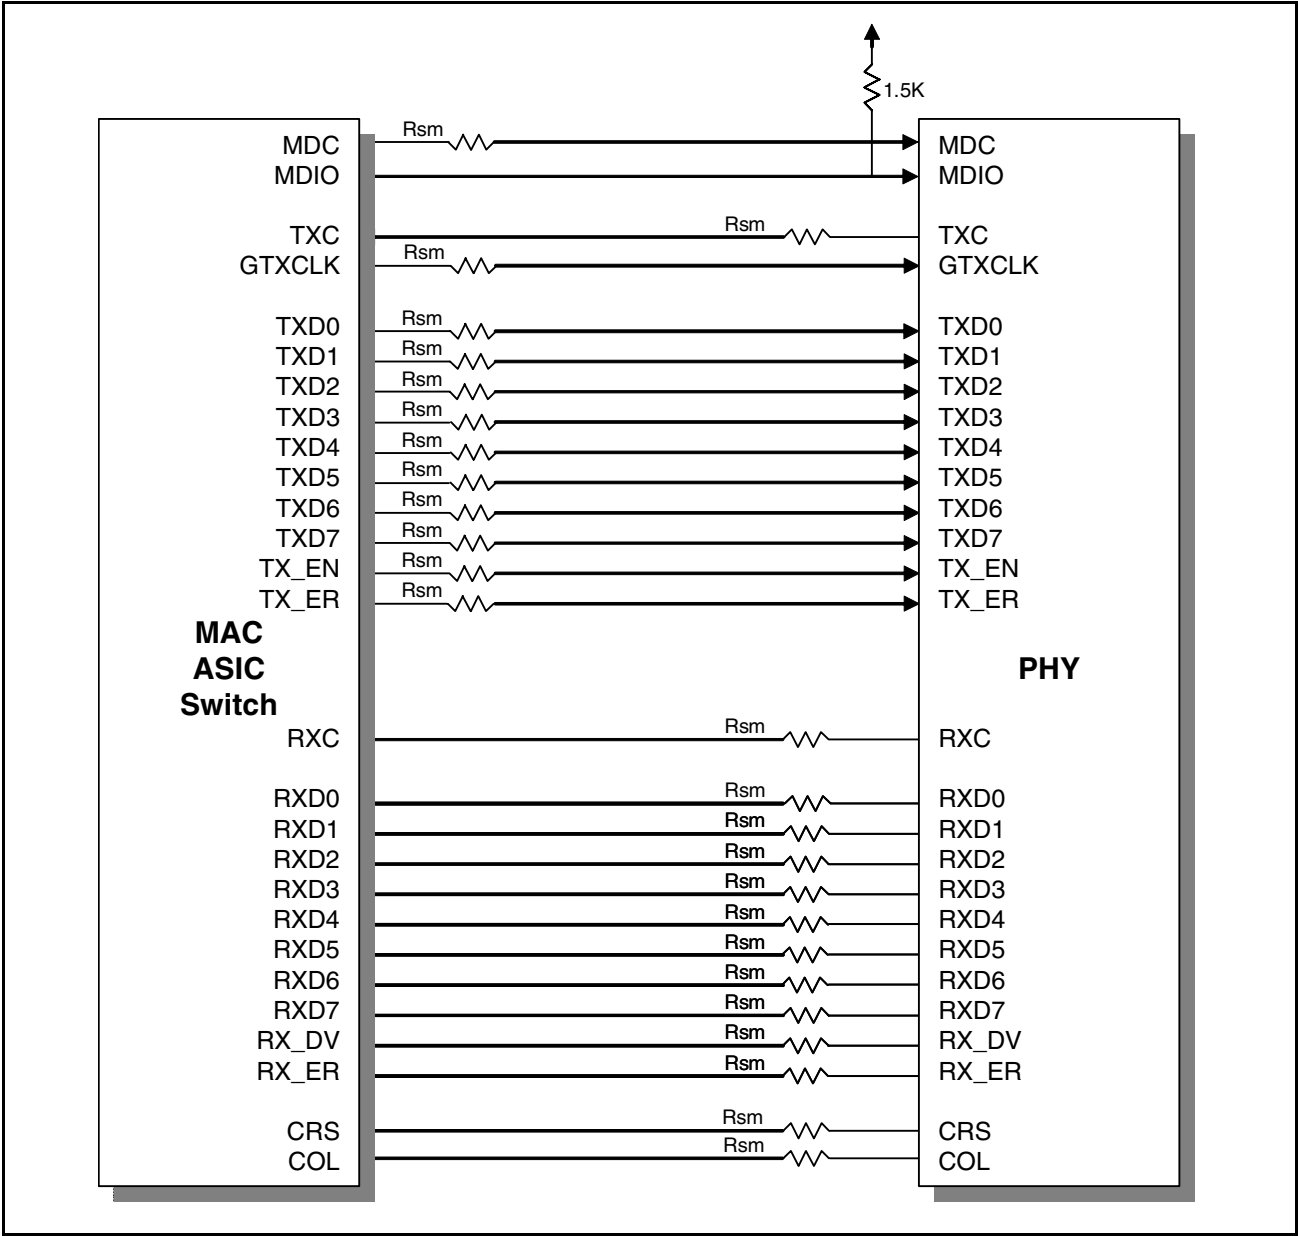 1.5K
MDC Rsm MDC
MDIO MDIO
TXC Rsm TXC
GTXCLK Rsm GTXCLK
TXD0 Rsm TXD0
TXD1 Rsm TXD1
TXD2 Rsm TXD2
TXD3 Rsm TXD3
TXD4 Rsm TXD4
TXD5 Rsm TXD5
TXD6 Rsm TXD6
TXD7 Rsm TXD7
TX_EN Rsm TX_EN
TX_ER Rsm TX_ER
MAC
ASIC
Switch
PHY
RXC Rsm RXC
RXD0 Rsm RXD0
RXD1 Rsm RXD1
RXD2 Rsm RXD2
RXD3 Rsm RXD3
RXD4 Rsm RXD4
RXD5 Rsm RXD5
RXD6 Rsm RXD6
RXD7 Rsm RXD7
RX_DV Rsm RX_DV
RX_ER Rsm RX_ER
CRS Rsm CRS
COL Rsm COL